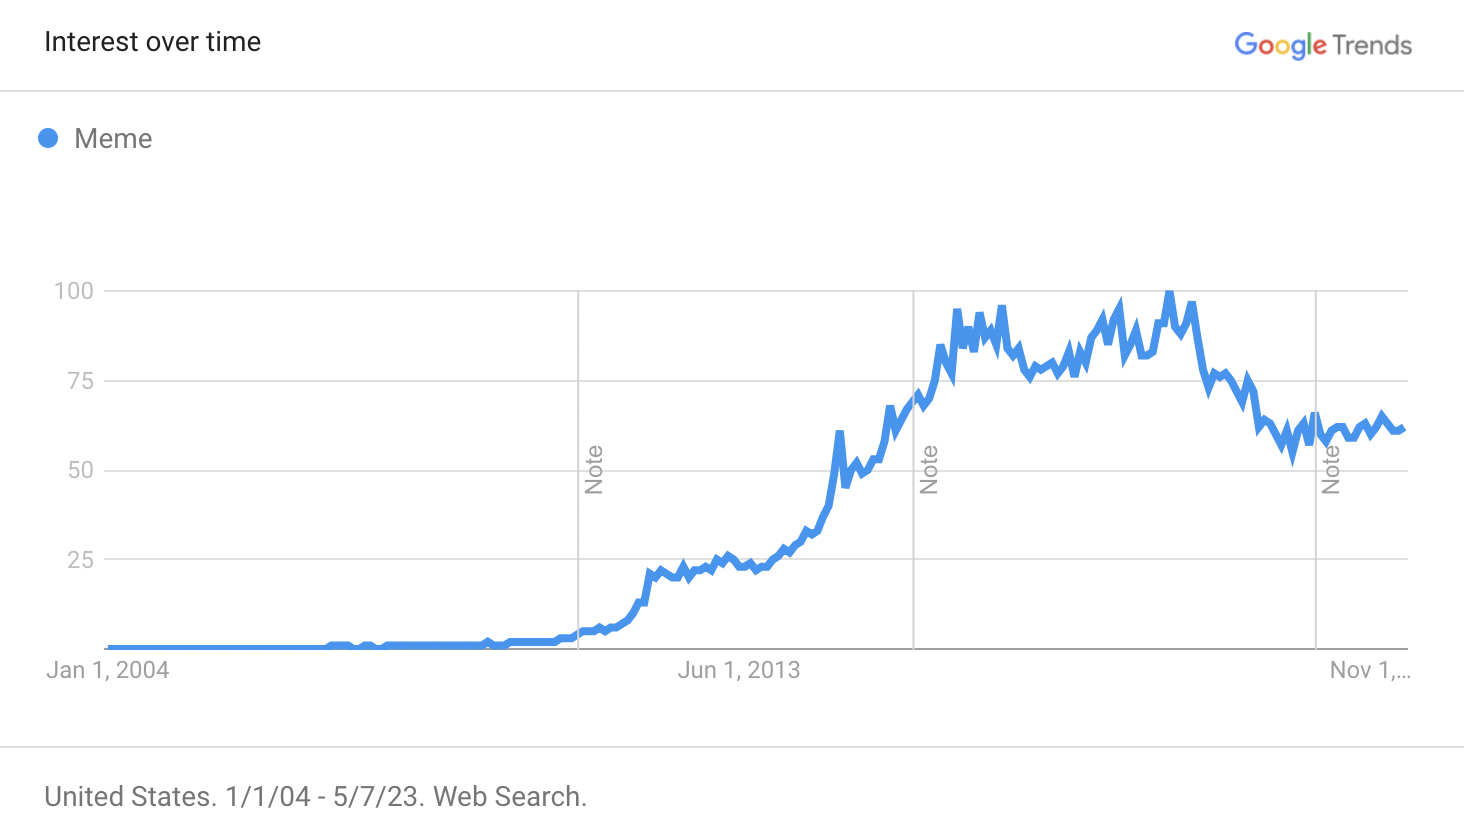 Interest over time
Google Trends
Meme
100
75
50
25
Note
Note
Note
Jan 1, 2004
Jun 1, 2013
Nov 1,...
United States. 1/1/04 - 5/7/23. Web Search.